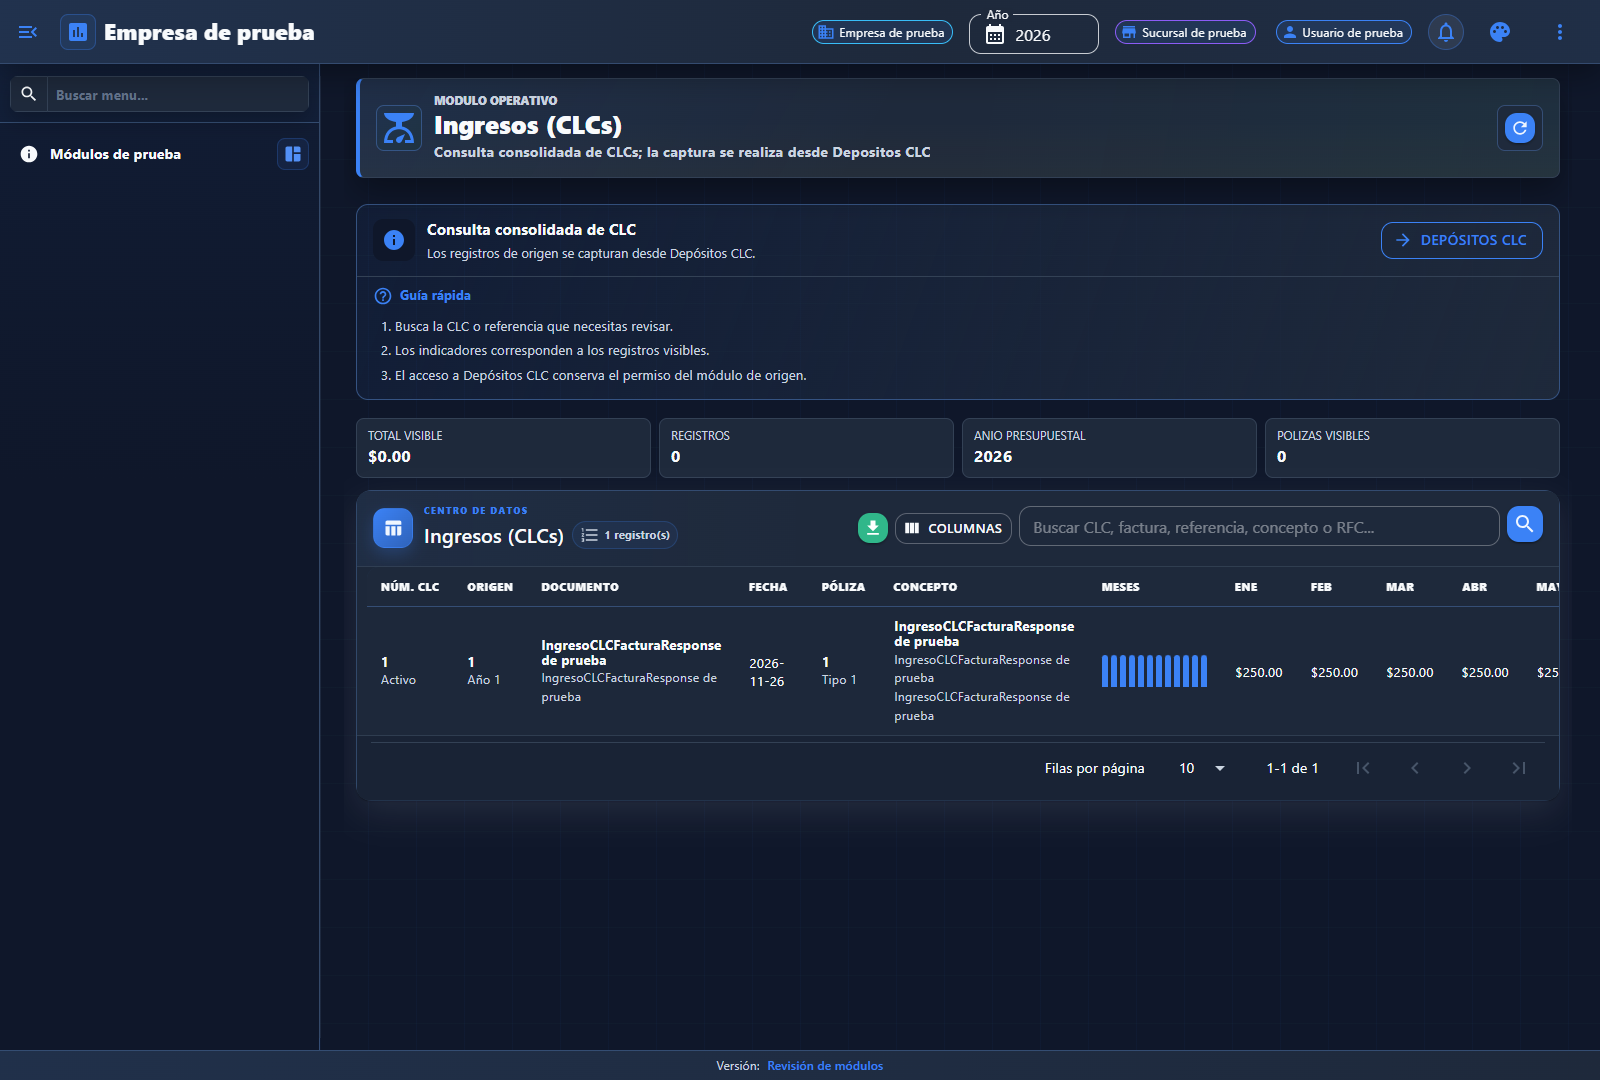 Empresa de prueba
Empresa de prueba
Año
2026
Sucursal de prueba
Usuario de prueba
Buscar menu...
Módulos de prueba
MODULO OPERATIVO
Ingresos (CLCs)
Consulta consolidada de CLCs; la captura se realiza desde Depositos CLC
Consulta consolidada de CLC
Los registros de origen se capturan desde Depósitos CLC.
DEPÓSITOS CLC
Guía rápida
1. Busca la CLC o referencia que necesitas revisar.
2. Los indicadores corresponden a los registros visibles.
3. El acceso a Depósitos CLC conserva el permiso del módulo de origen.
TOTAL VISIBLE
$0.00
REGISTROS
0
ANIO PRESUPUESTAL
2026
POLIZAS VISIBLES
0
CENTRO DE DATOS
Ingresos (CLCs)
1 registro(s)
COLUMNAS
Buscar CLC, factura, referencia, concepto o RFC...
NÚM. CLC ORIGEN DOCUMENTO FECHA PÓLIZA CONCEPTO MESES ENE FEB MAR ABR MAY
1
Activo
1
Año 1
IngresoCLCFacturaResponse
de prueba
IngresoCLCFacturaResponse de
prueba
2026-
11-26
1
Tipo 1
IngresoCLCFacturaResponse
de prueba
IngresoCLCFacturaResponse de
prueba
IngresoCLCFacturaResponse de
prueba
$250.00 $250.00 $250.00 $250.00 $25
Filas por página 10 1-1 de 1
Versión: Revisión de módulos